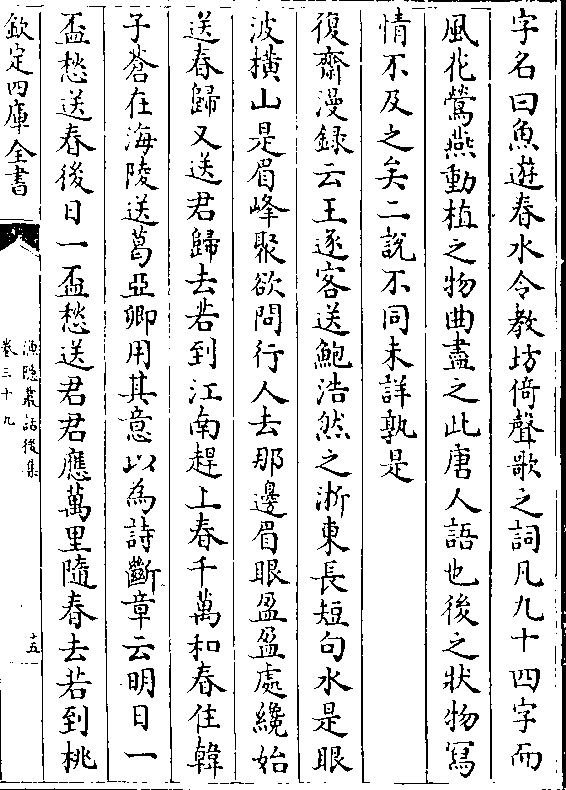 字名曰魚遊春水令教坊倚聲歌之詞凡九十四字而
風花鶯燕動植之物曲盡之此唐人語也後之狀物寫
情不及之矣二說不同未詳孰是
復齋漫録云王逐客送鮑浩然之浙東長短句水是眼
波横山是眉峰聚欲問行人去那邊眉眼盈盈處纔始
送春歸又送君歸去若到江南趕上春千萬和春住韓
子蒼在海陵送葛亞卿用其意以為詩斷章云明日一
盃愁送春後日一盃愁送君君應萬里隨春去若到桃
欽定四庫全書
漁隠叢話後集
卷三十九
十五